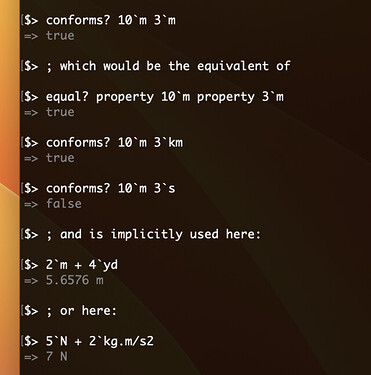 [$> conforms? 10`m 3`m
=> true
[$> ; which would be the equivalent of
[$> equal? property 10`m property 3`m
=> true
[$> conforms? 10`m 3`km
=> true
[$> conforms? 10`m 3`s
=> false
[$> ; and is implicitly used here:
[$> 2`m + 4`yd
=> 5.6576 m
[$> ; or here:
[$> 5`N + 2`kg.m/s2
=> 7 N